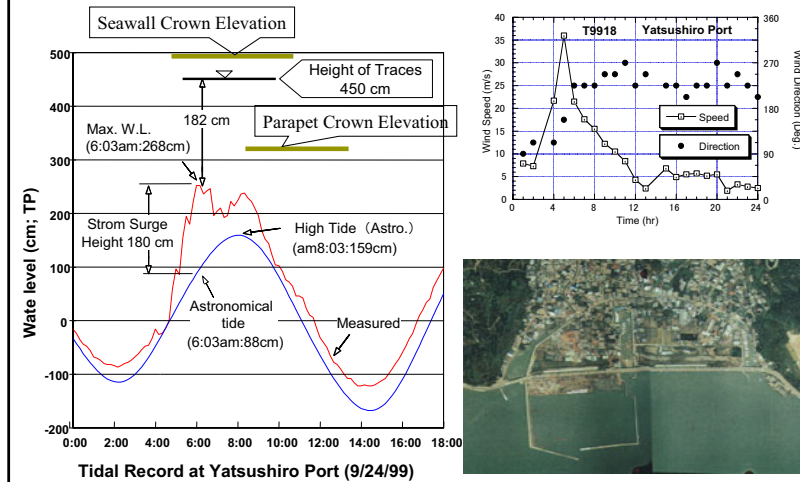 Seawall Crown Elevation
500
400
300
200
100
0
-100
-200
Wate level (cm; TP)
Height of Traces
450 cm
182 cm
Parapet Crown Elevation
Max. W.L.
(6:03am:268cm)
Strom Surge
Height 180 cm
High Tide（Astro.）
(am8:03:159cm)
Astronomical
tide
(6:03am:88cm)
Measured
0:00 2:00 4:00 6:00 8:00 10:00 12:00 14:00 16:00 18:00
Tidal Record at Yatsushiro Port (9/24/99)
T9918 Yatsushiro Port
40
35
30
25
20
15
10
5
0
Wind Speed (m/s)
360
270
180
90
0
Wind Direction (Deg.)
Speed
Direction
0 4 8 12 16 20 24
Time (hr)